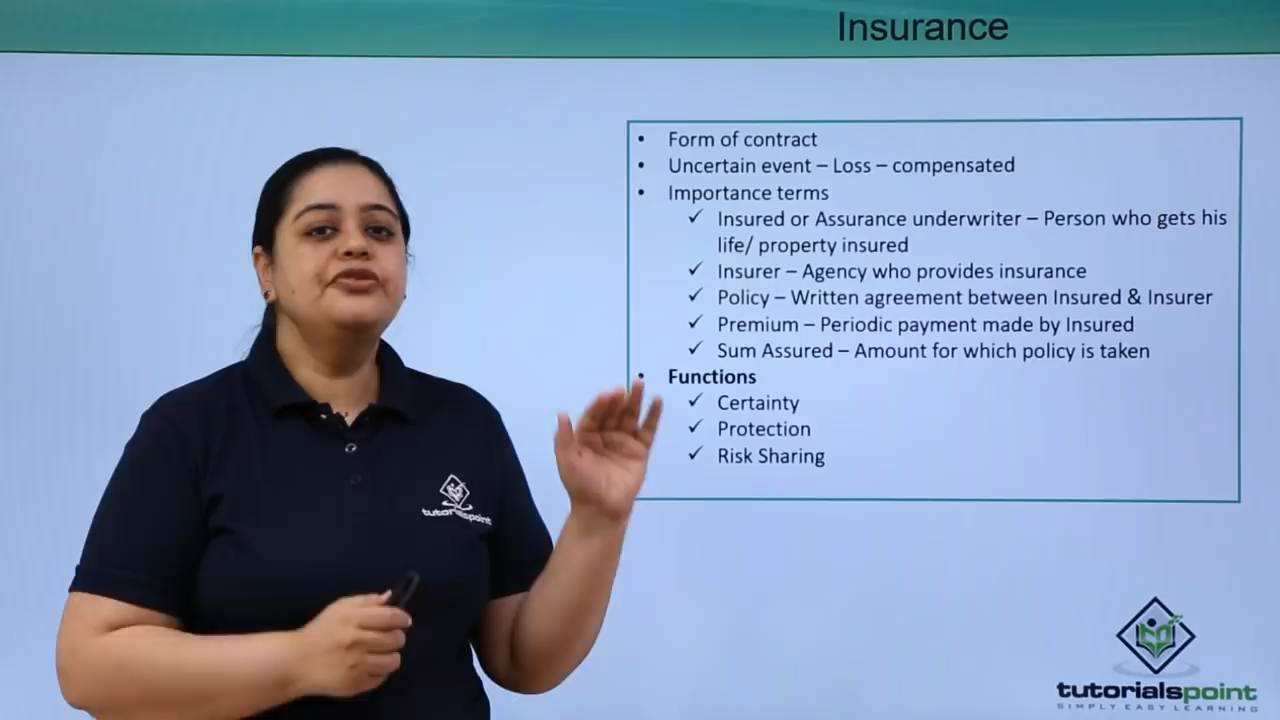 Insurance
• Form of contract
• Uncertain event – Loss – compensated
• Importance terms
✓ Insured or Assurance underwriter – Person who gets his
life/ property insured
✓ Insurer – Agency who provides insurance
✓ Policy – Written agreement between Insured & Insurer
✓ Premium – Periodic payment made by Insured
✓ Sum Assured – Amount for which policy is taken
• Functions
✓ Certainty
✓ Protection
✓ Risk Sharing
tutorialspoint
tutorialspoint
SIMPLY EASY LEARNING